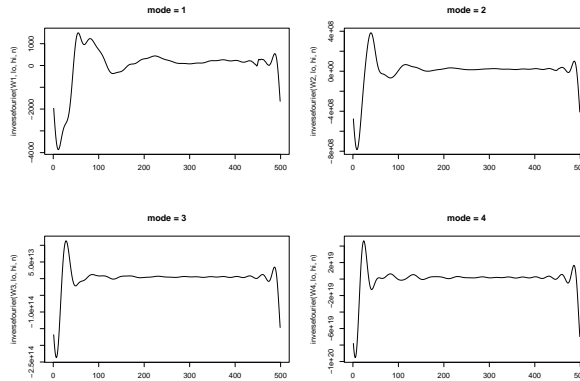 mode = 1
inversefourier(W1, lo, hi, n)
1000
0
−2000
−4000
0
100
200
300
400
500
mode = 2
inversefourier(W2, lo, hi, n)
4e+08
0e+00
−4e+08
−8e+08
0
100
200
300
400
500
mode = 3
inversefourier(W3, lo, hi, n)
5.0e+13
−1.0e+14
−2.5e+14
0
100
200
300
400
500
mode = 4
inversefourier(W4, lo, hi, n)
2e+19
−2e+19
−6e+19
−1e+20
0
100
200
300
400
500